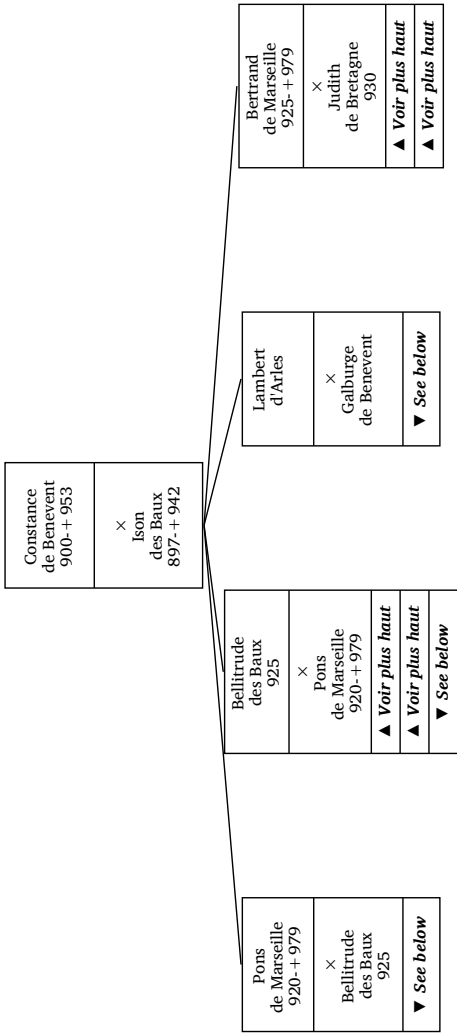 Constance
de Benevent
900-+953
×
Ison
des Baux
897-+942
Pons
de Marseille
920-+979
×
Bellitrude
des Baux
925
▼ See below
Bellitrude
des Baux
925
×
Pons
de Marseille
920-+979
▲ Voir plus haut
▲ Voir plus haut
▼ See below
Lambert
d'Arles
×
Galburge
de Benevent
▼ See below
Bertrand
de Marseille
925-+979
×
Judith
de Bretagne
930
▲ Voir plus haut
▲ Voir plus haut